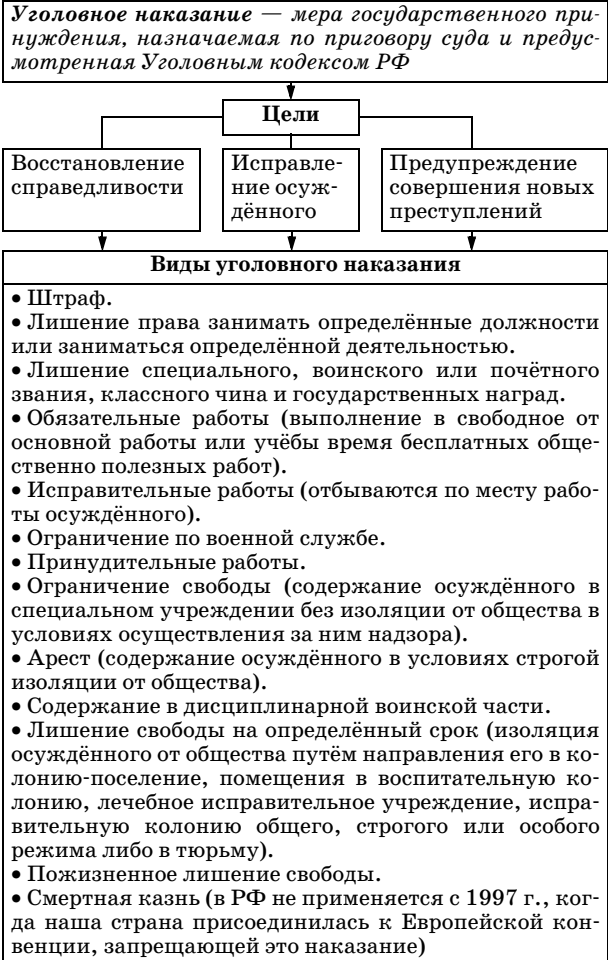 Уголовное наказание — мера государственного при-
нуждения, назначаемая по приговору суда и предус-
мотренная Уголовным кодексом РФ
Цели
Восстановление
справедливости
Исправле-
ние осуж-
дённого
Предупреждение
совершения новых
преступлений
Виды уголовного наказания
• Штраф.
• Лишение права занимать определённые должности
или заниматься определённой деятельностью.
• Лишение специального, воинского или почётного
звания, классного чина и государственных наград.
• Обязательные работы (выполнение в свободное от
основной работы или учёбы время бесплатных обще-
ственно полезных работ).
• Исправительные работы (отбываются по месту рабо-
ты осуждённого).
• Ограничение по военной службе.
• Принудительные работы.
• Ограничение свободы (содержание осуждённого в
специальном учреждении без изоляции от общества в
условиях осуществления за ним надзора).
• Арест (содержание осуждённого в условиях строгой
изоляции от общества).
• Содержание в дисциплинарной воинской части.
• Лишение свободы на определённый срок (изоляция
осуждённого от общества путём направления его в ко-
лонию-поселение, помещения в воспитательную ко-
лонию, лечебное исправительное учреждение, испра-
вительную колонию общего, строгого или особого
режима либо в тюрьму).
• Пожизненное лишение свободы.
• Смертная казнь (в РФ не применяется с 1997 г., ког-
да наша страна присоединилась к Европейской кон-
венции, запрещающей это наказание)